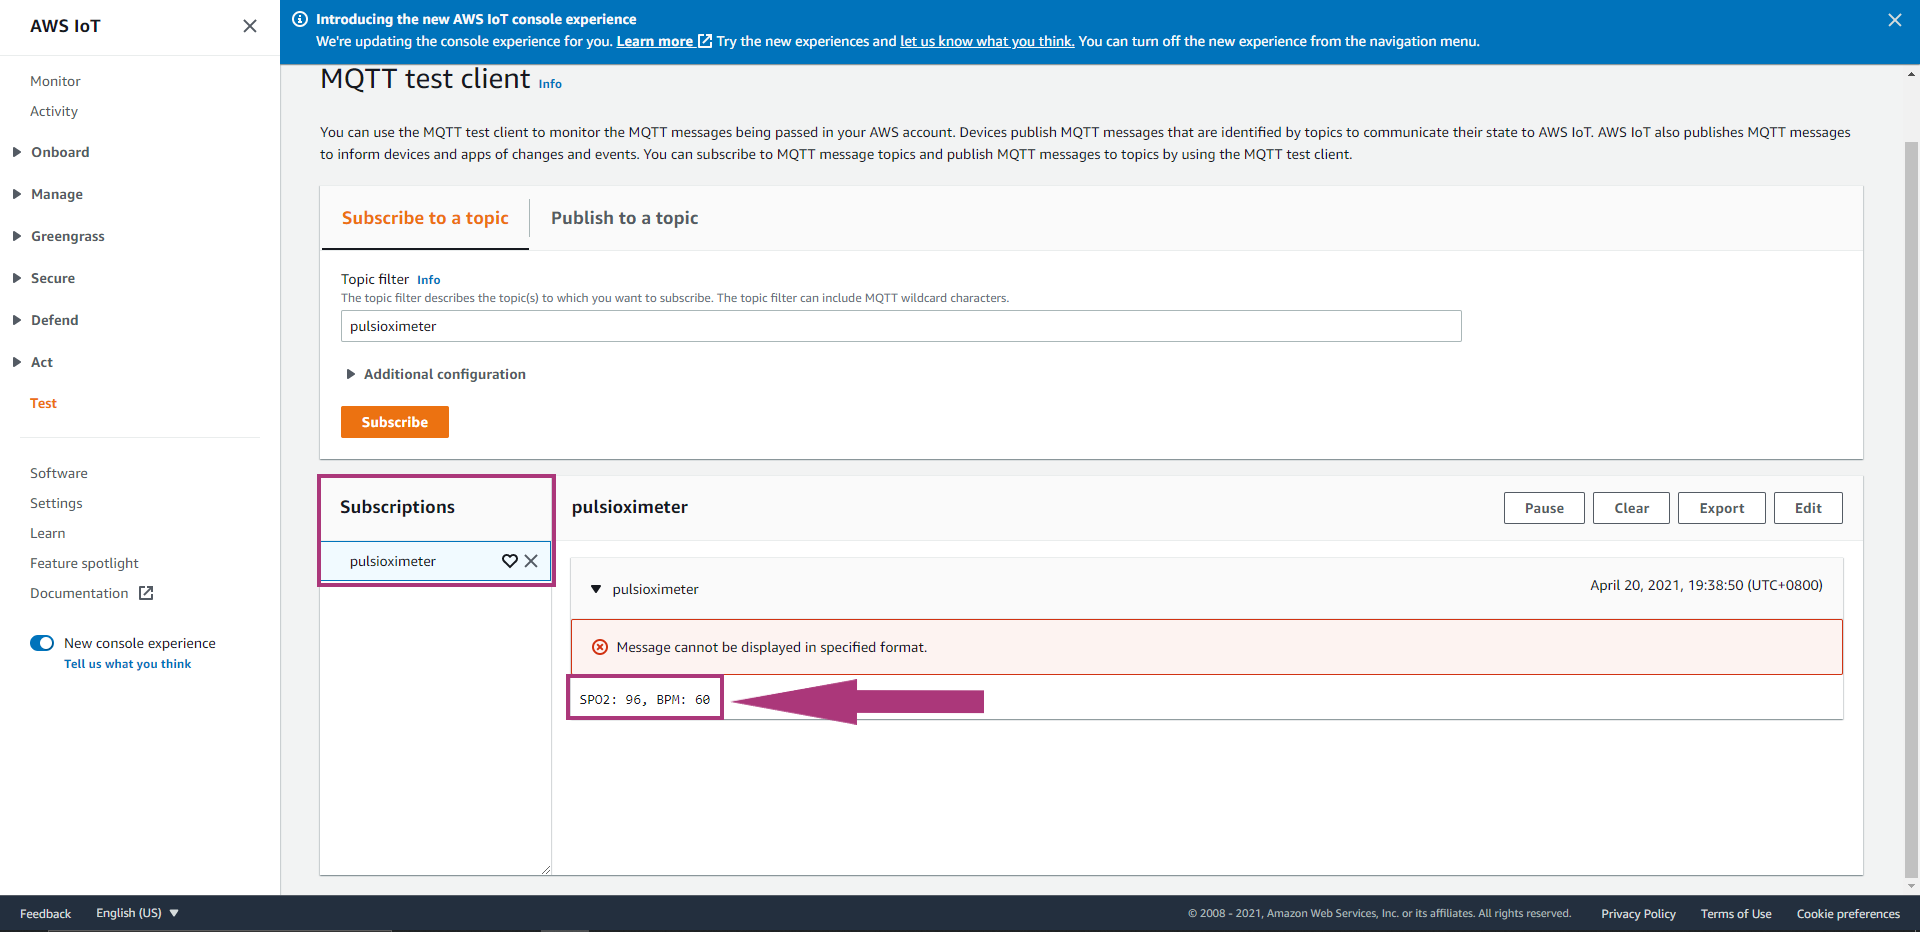 AWS IoT
Introducing the new AWS IoT console experience
We're updating the console experience for you. Learn more Try the new experiences and let us know what you think. You can turn off the new experience from the navigation menu.
Monitor
Activity
Onboard
Manage
Greengrass
Secure
Defend
Act
Test
Software
Settings
Learn
Feature spotlight
Documentation
New console experience
Tell us what you think
MQTT test client Info
You can use the MQTT test client to monitor the MQTT messages being passed in your AWS account. Devices publish MQTT messages that are identified by topics to communicate their state to AWS IoT. AWS IoT also publishes MQTT messages
to inform devices and apps of changes and events. You can subscribe to MQTT message topics and publish MQTT messages to topics by using the MQTT test client.
Subscribe to a topic
Publish to a topic
Topic filter Info
The topic filter describes the topic(s) to which you want to subscribe. The topic filter can include MQTT wildcard characters.
pulsioximeter
Additional configuration
Subscribe
Subscriptions
pulsioximeter
pulsioximeter
Pause
Clear
Export
Edit
pulsioximeter
April 20, 2021, 19:38:50 (UTC+0800)
Message cannot be displayed in specified format.
SPO2: 96, BPM: 60
Feedback
English (US)
© 2008 - 2021, Amazon Web Services, Inc. or its affiliates. All rights reserved.
Privacy Policy
Terms of Use
Cookie preferences